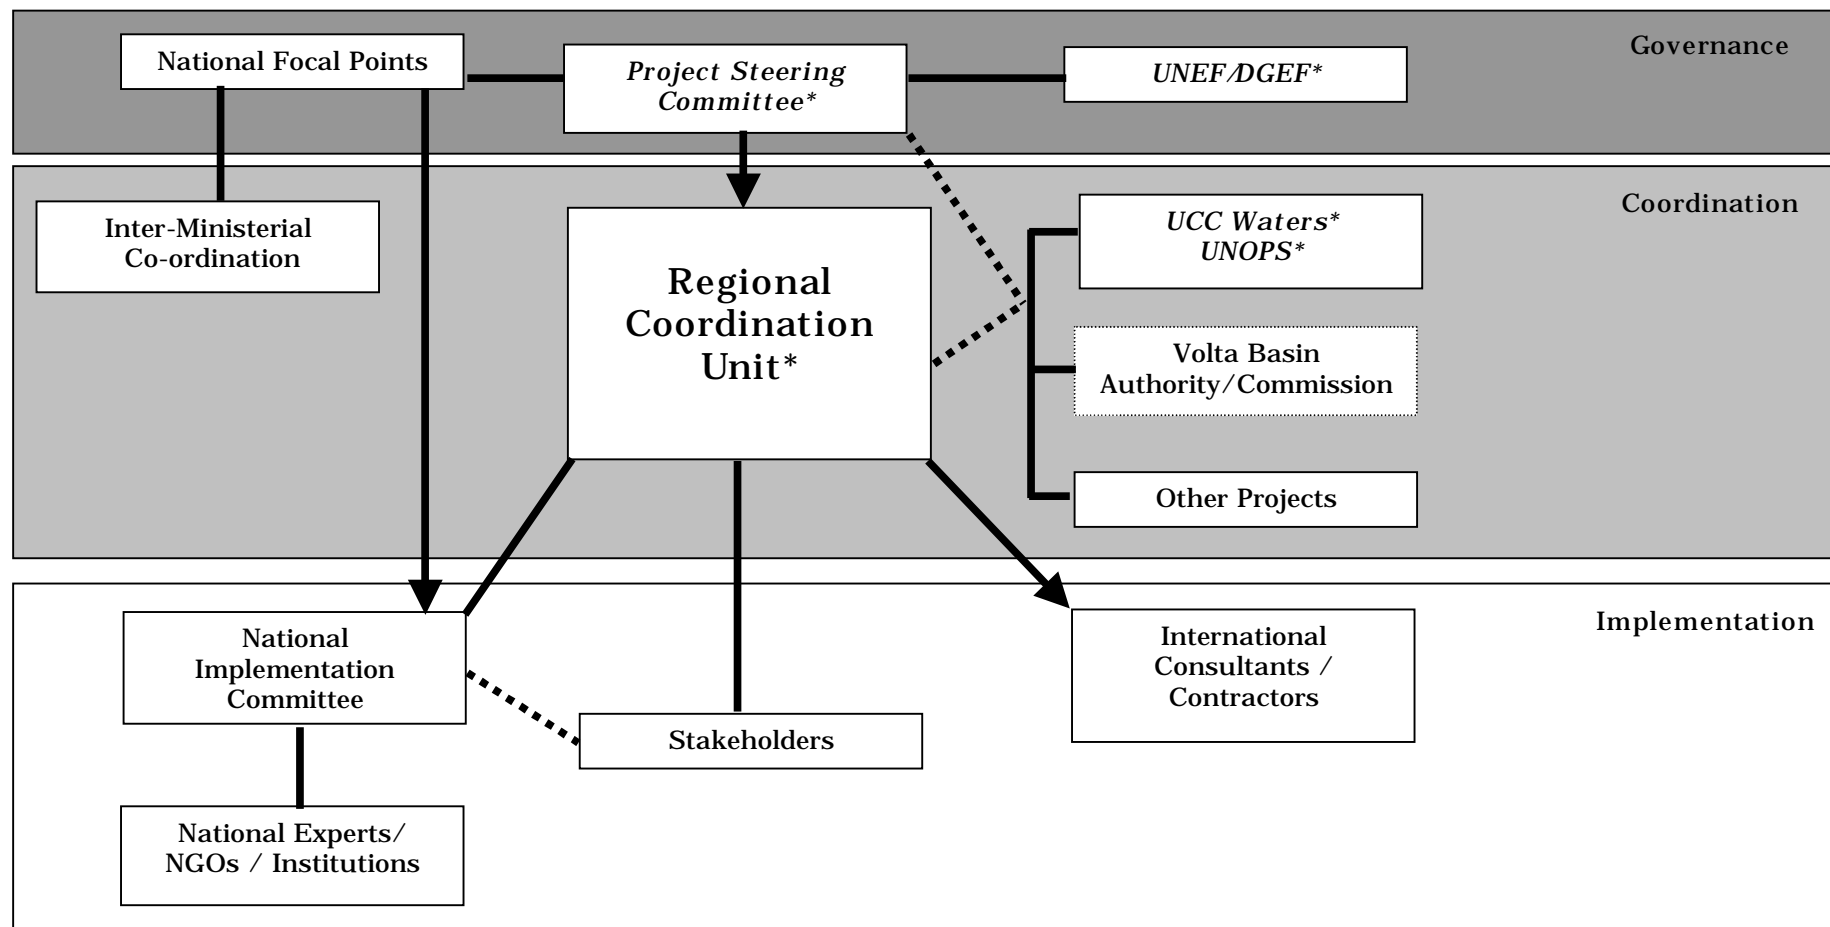 Governance
National Focal Points
Project Steering
Committee*
UNEF/DGEF*
Coordination
Inter-Ministerial
Co-ordination
Regional
Coordination
Unit*
UCC Waters*
UNOPS*
Volta Basin
Authority/Commission
Other Projects
Implementation
National
Implementation
Committee
Stakeholders
International
Consultants /
Contractors
National Experts/
NGOs / Institutions